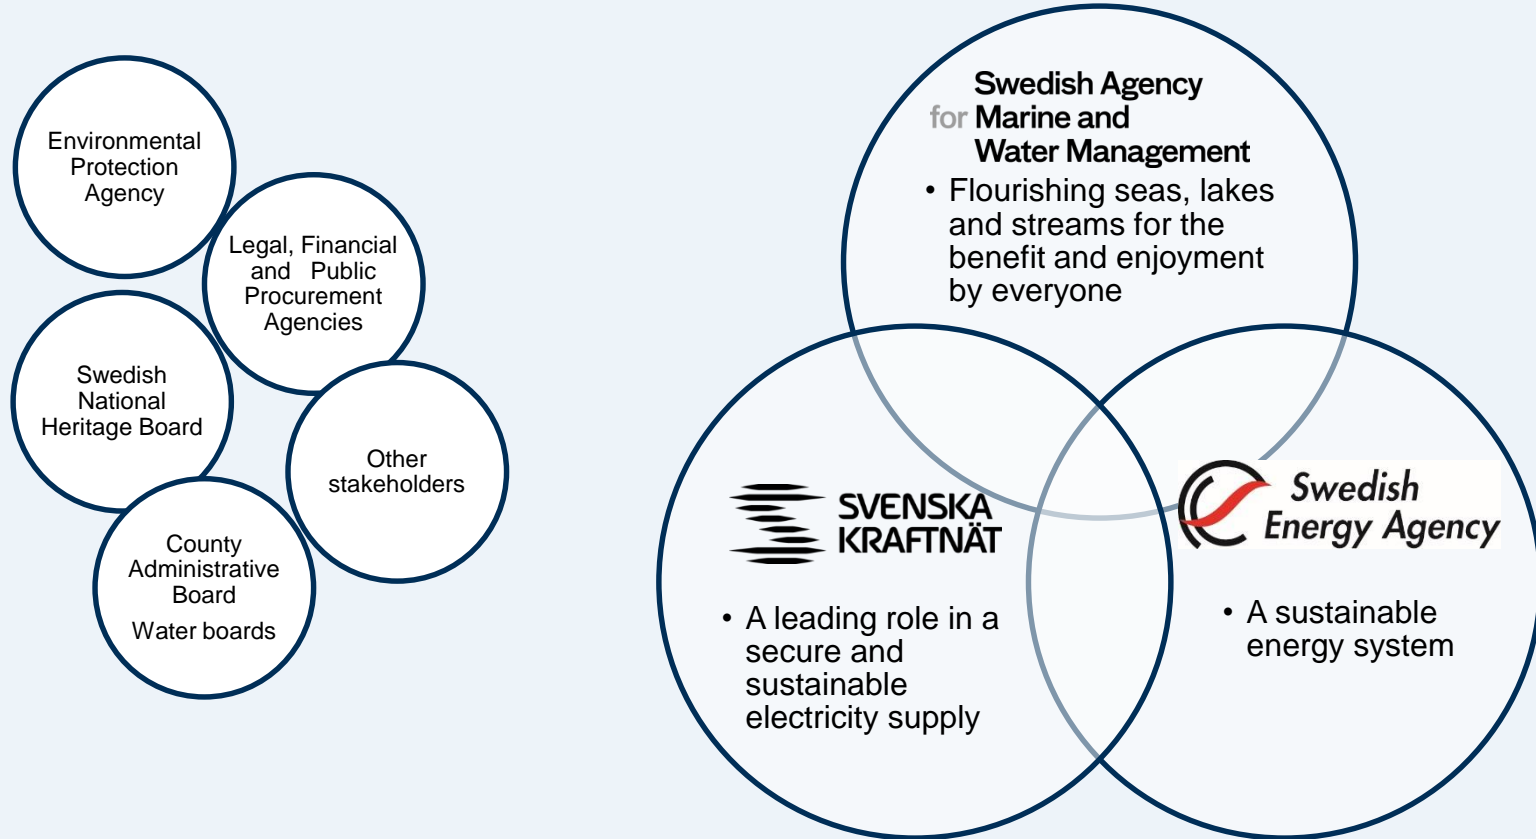 Environmental
Protection
Agency
Legal, Financial
and Public
Procurement
Agencies
Swedish
National
Heritage Board
Other
stakeholders
County
Administrative
Board
Water boards
Swedish Agency
for Marine and
Water Management
• Flourishing seas, lakes
and streams for the
benefit and enjoyment
by everyone
SVENSKA
KRAFTNÄT
• A leading role in a
secure and
sustainable
electricity supply
Swedish
Energy Agency
• A sustainable
energy system